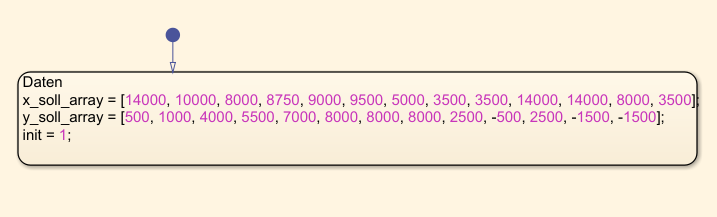 Daten
x_soll_array = [14000, 10000, 8000, 8750, 9000, 9500, 5000, 3500, 3500, 14000, 14000, 8000, 3500];
y_soll_array = [500, 1000, 4000, 5500, 7000, 8000, 8000, 8000, 2500, -500, 2500, -1500, -1500];
init = 1;